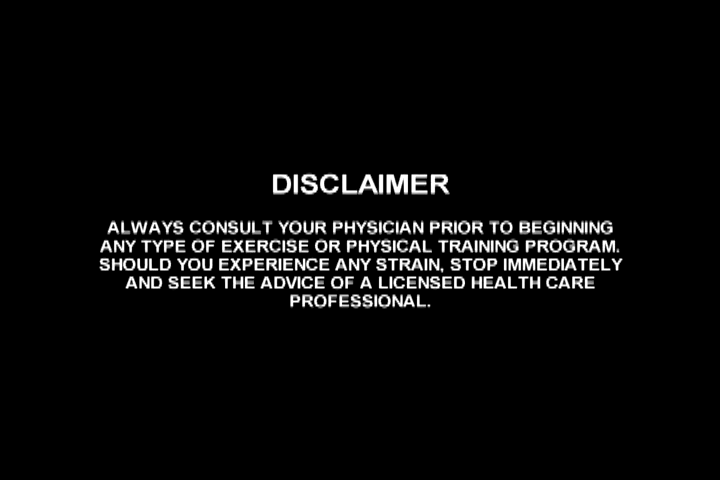 DISCLAIMER
ALWAYS CONSULT YOUR PHYSICIAN PRIOR TO BEGINNING
ANY TYPE OF EXERCISE OR PHYSICAL TRAINING PROGRAM.
SHOULD YOU EXPERIENCE ANY STRAIN, STOP IMMEDIATELY
AND SEEK THE ADVICE OF A LICENSED HEALTH CARE
PROFESSIONAL.